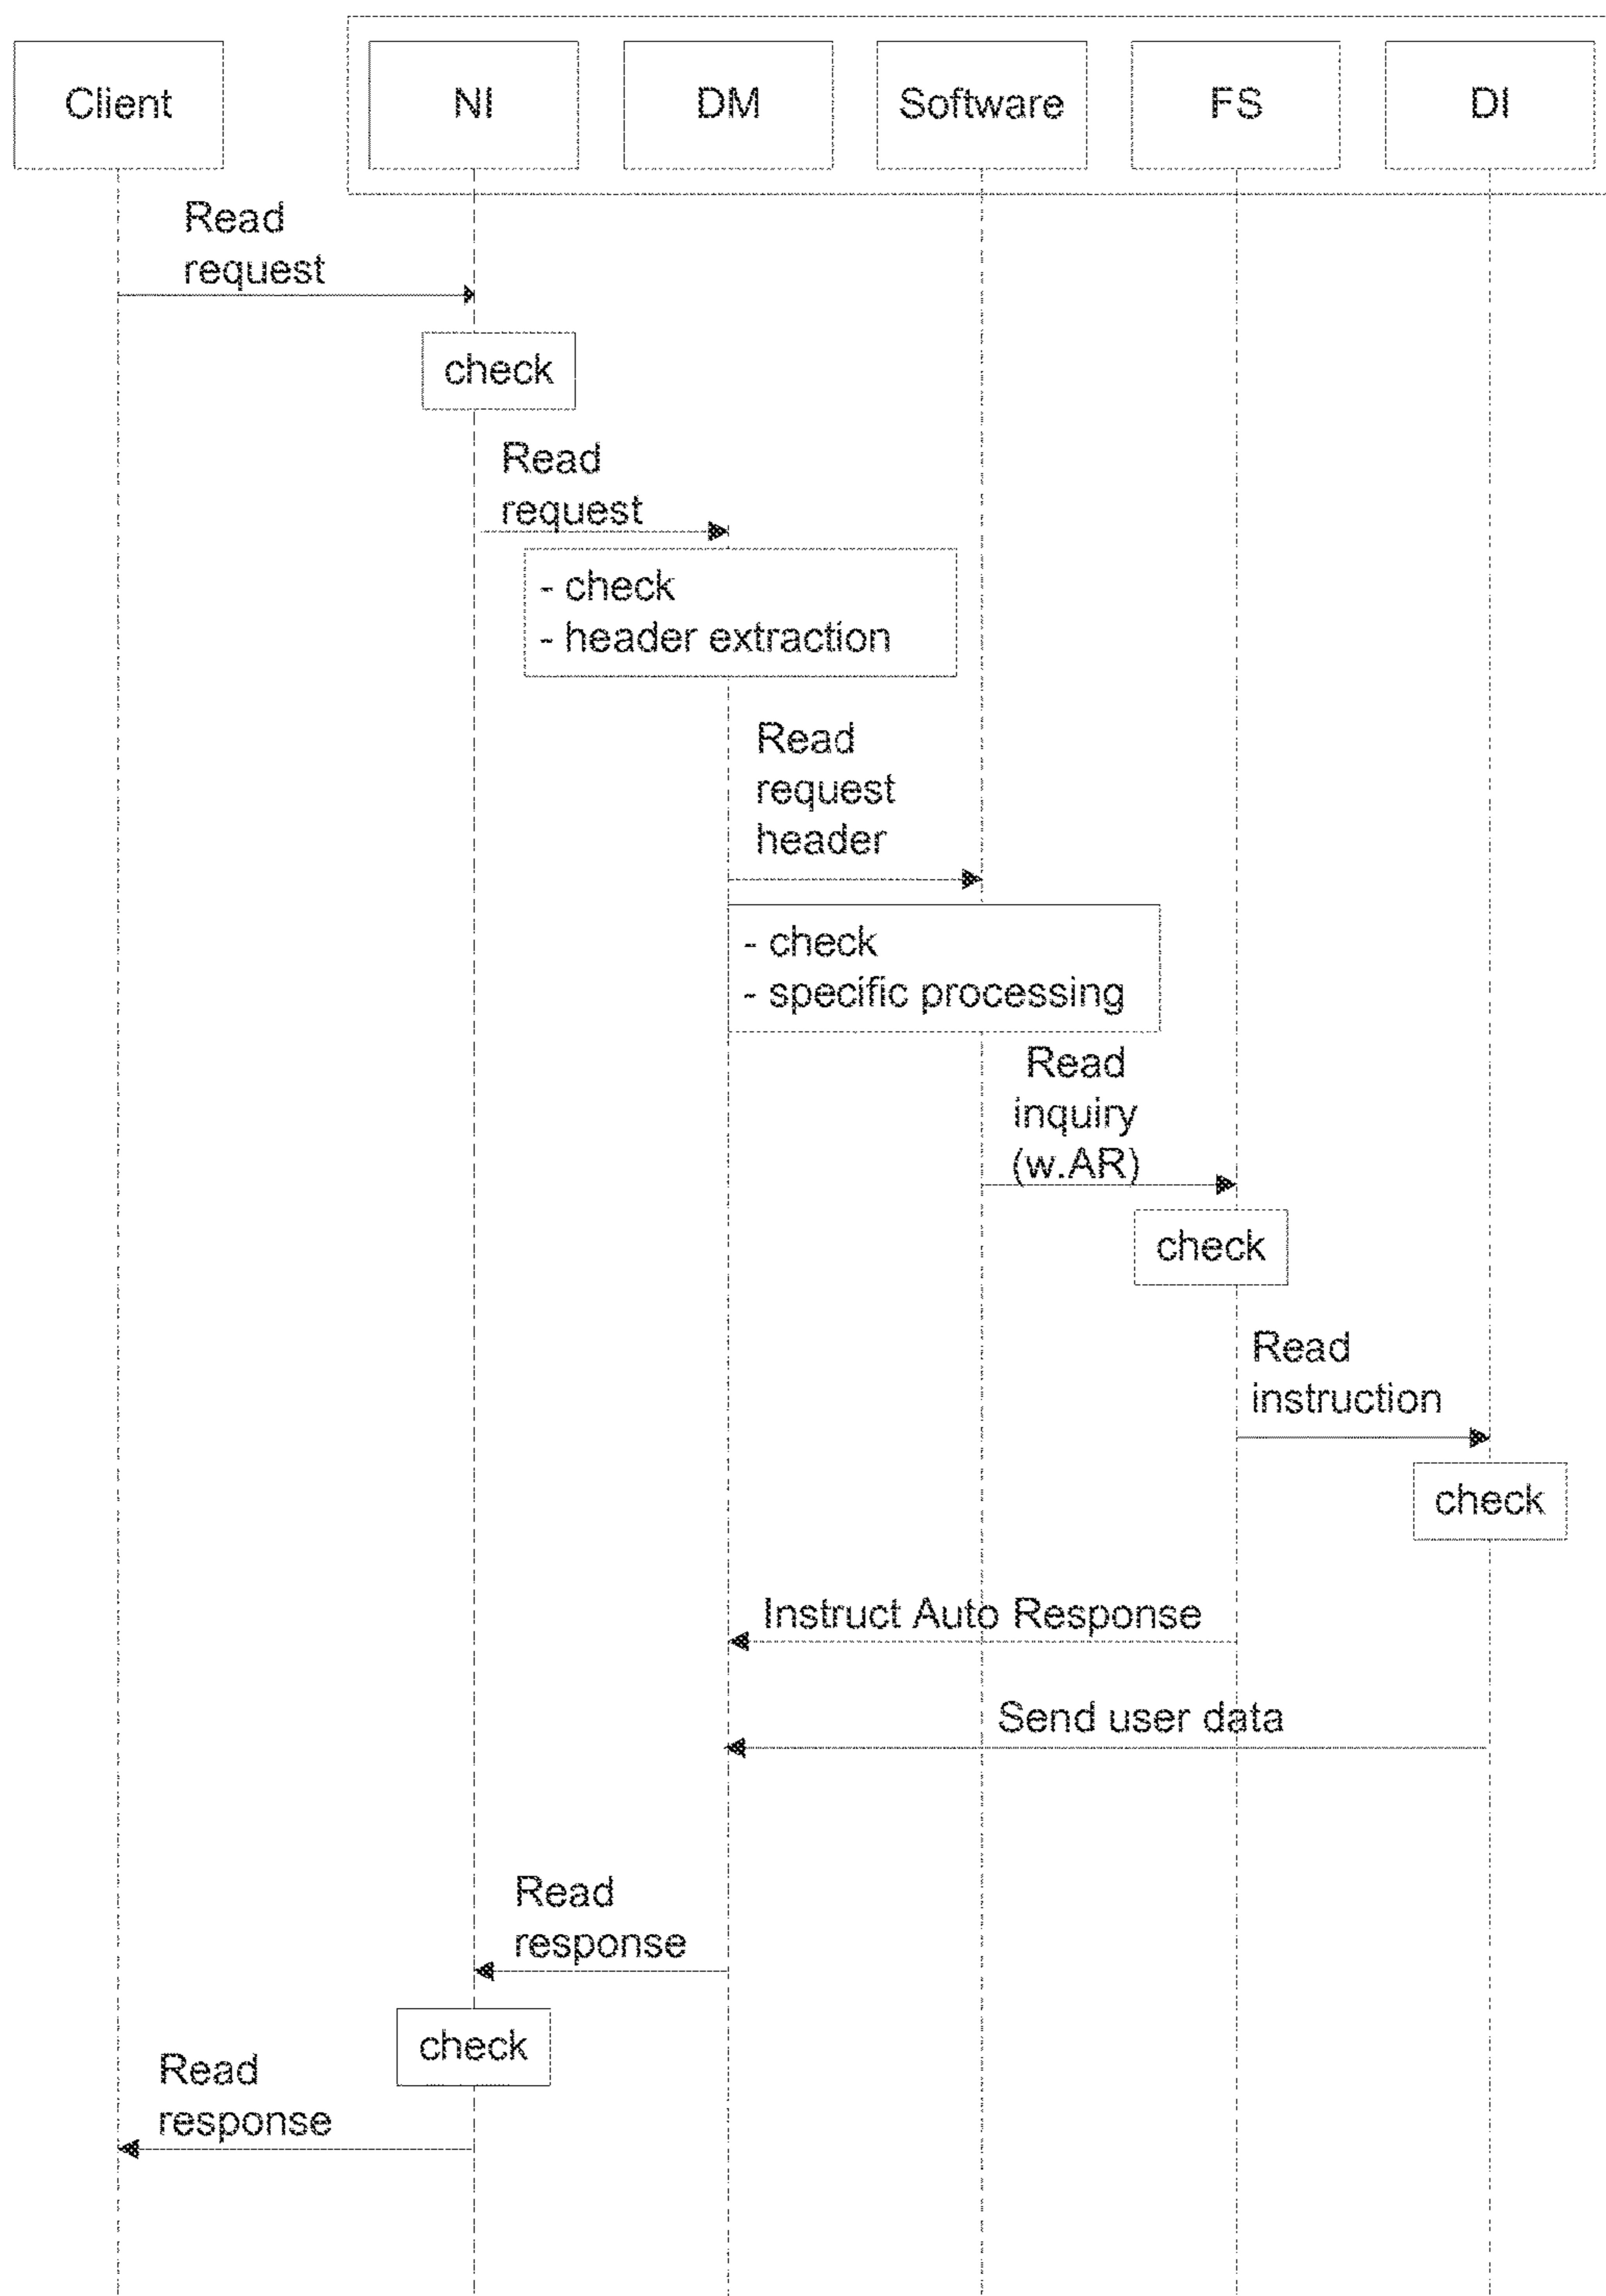 Client
NI
DM
Software
FS
DI
Read
request
check
Read
request
- check
- header extraction
Read
request
header
- check
- specific processing
Read
inquiry
(w.AR)
check
Read
instruction
check
Instruct Auto Response
Send user data
Read
response
check
Read
response